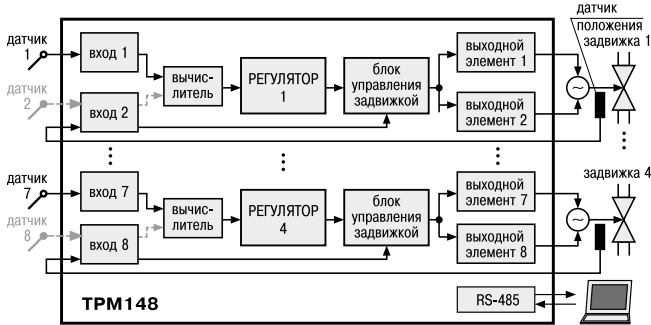 датчик
положения
задвижка 1
датчик
1
вход 1
вычис-
литель
РЕГУЛЯТОР
1
блок
управления
задвижкой
выходной
элемент 1
~
датчик
2
вход 2
выходной
элемент 2
датчик
7
вход 7
вычис-
литель
РЕГУЛЯТОР
4
блок
управления
задвижкой
выходной
элемент 7
~
задвижка 4
датчик
8
вход 8
выходной
элемент 8
ТРМ148
RS-485